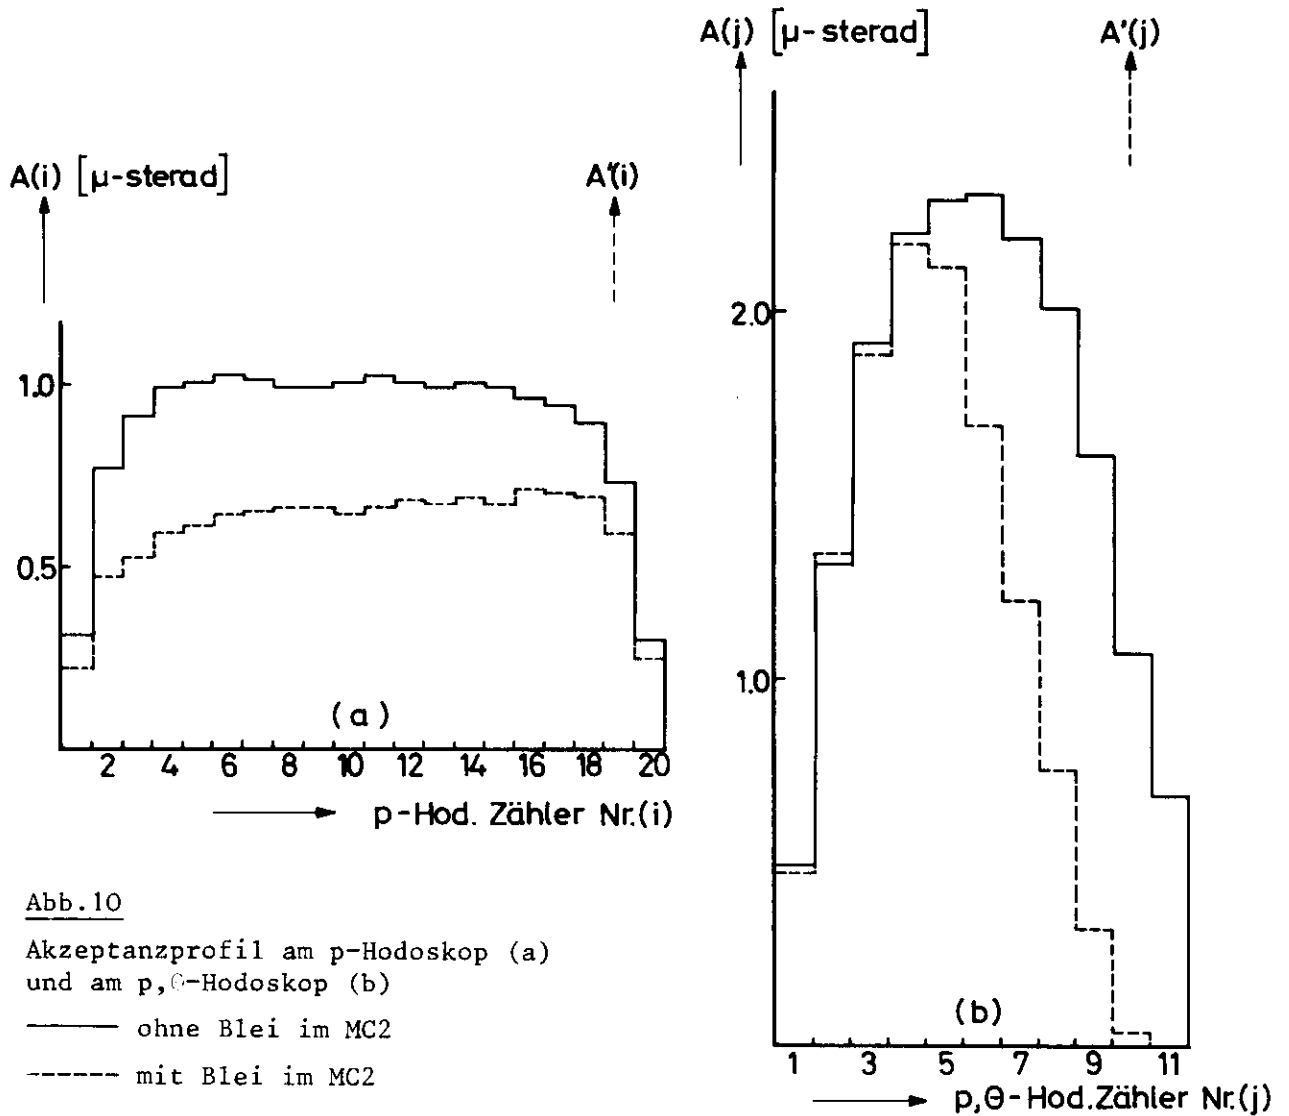 A(i) [μ-sterad]
A'(i)
1.0
0.5
(a)
2 4 6 8 10 12 14 16 18 20
p-Hod. Zähler Nr.(i)
A(j) [μ-sterad]
A'(j)
2.0
1.0
(b)
1 3 5 7 9 11
p,Θ-Hod.Zähler Nr.(j)
Abb.10
Akzeptanzprofil am p-Hodoskop (a)
und am p,Θ-Hodoskop (b)
ohne Blei im MC2
mit Blei im MC2